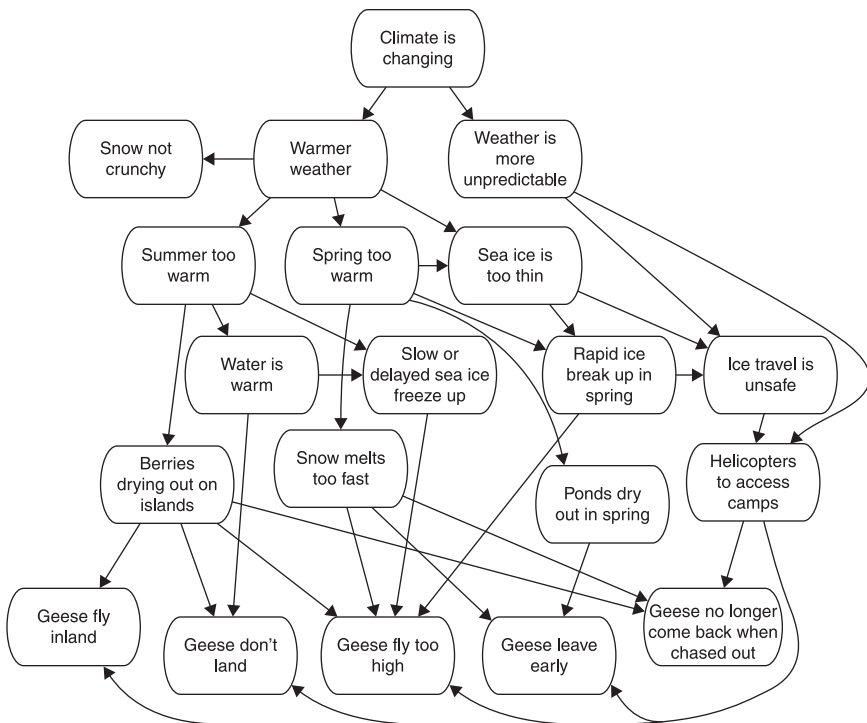 Climate is
changing
Snow not
crunchy
Warmer
weather
Weather is
more
unpredictable
Summer too
warm
Spring too
warm
Sea ice is
too thin
Water is
warm
Slow or
delayed sea ice
freeze up
Rapid ice
break up in
spring
Ice travel is
unsafe
Berries
drying out on
islands
Snow melts
too fast
Ponds dry
out in spring
Helicopters
to access
camps
Geese fly
inland
Geese don't
land
Geese fly too
high
Geese leave
early
Geese no longer
come back when
chased out